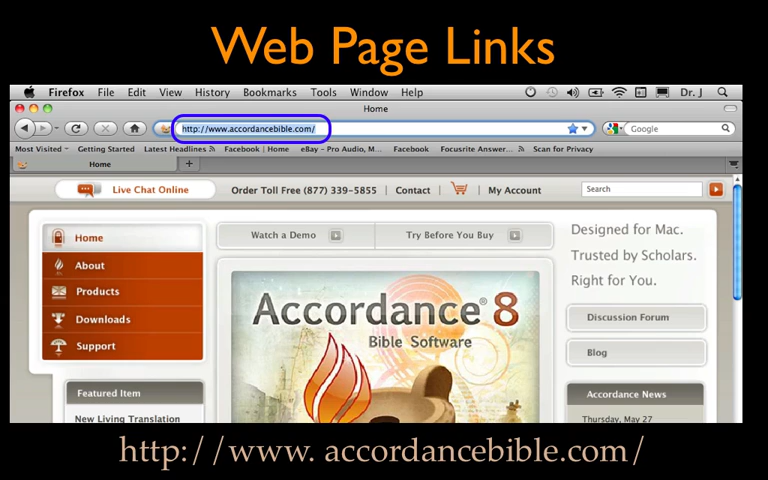 Web Page Links
Firefox File Edit View History Bookmarks Tools Window Help Dr. J
Home
http://www.accordancebible.com/
Google
Most Visited Getting Started Latest Headlines Facebook | Home eBay - Pro Audio, M... Facebook Focusrite Answer... Scan for Privacy
Home +
Live Chat Online Order Toll Free (877) 339-5855 | Contact | | My Account Search
Home
About
Products
Downloads
Support
Featured Item
New Living Translation
Watch a Demo Try Before You Buy
Accordance® 8
Bible Software
Designed for Mac.
Trusted by Scholars.
Right for You.
Discussion Forum
Blog
Accordance News
Thursday, May 27
http://www. accordancebible.com/